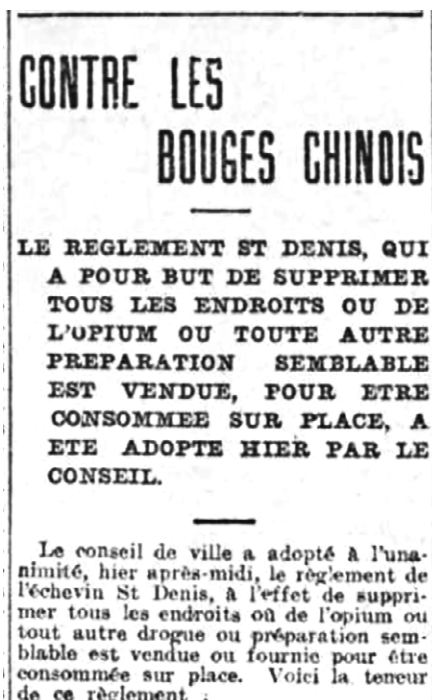 CONTRE LES
BOUGES CHINOIS
LE REGLEMENT ST DENIS, QUI
A POUR BUT DE SUPPRIMER
TOUS LES ENDROITS OU DE
L'OPIUM OU TOUTE AUTRE
PREPARATION SEMBLABLE
EST VENDUE, POUR ETRE
CONSOMMEE SUR PLACE, A
ETE ADOPTE HIER PAR LE
CONSEIL.
Le conseil de ville a adopté à l'una-
nimité, hier après-midi, le règlement de
l'échevin St Denis, à l'effet de suppri-
mer tous les endroits où de l'opium ou
tout autre drogue ou préparation sem-
blable est vendue ou fournie pour être
consommée sur place. Voici la teneur
de ce règlement :